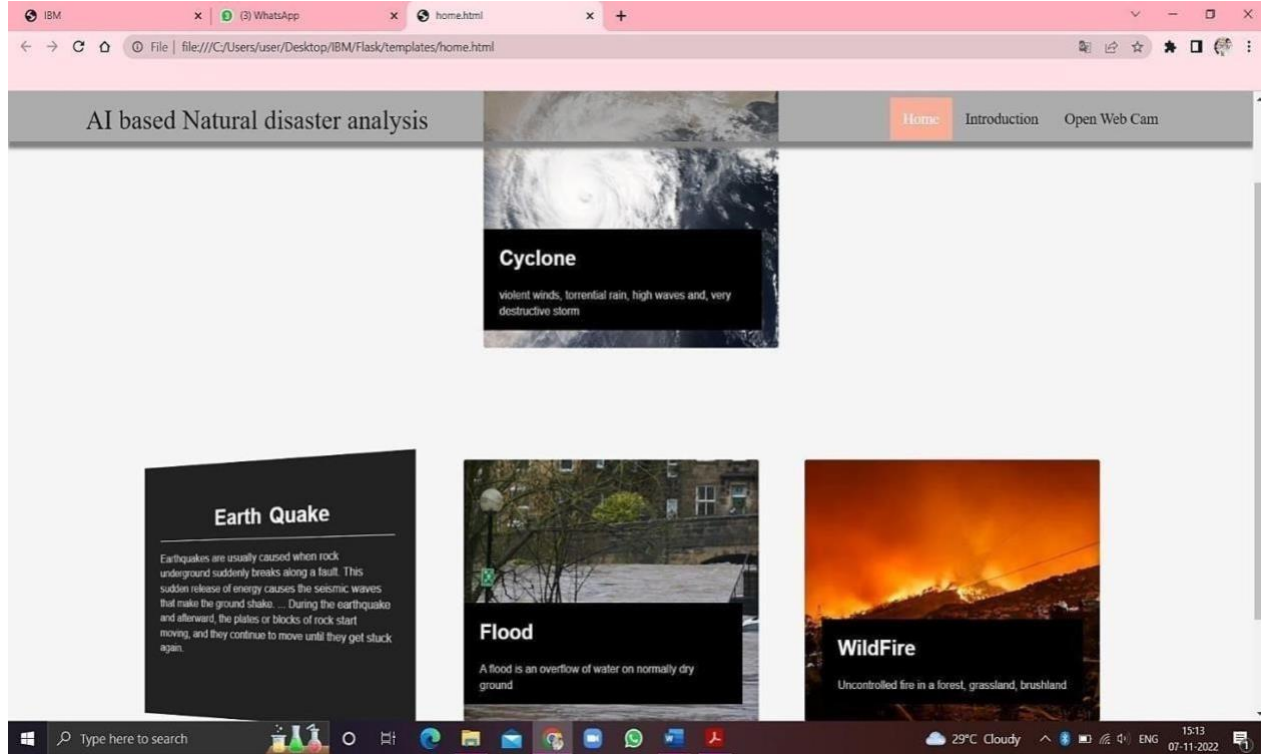 IBM
(3) WhatsApp
home.html
File | file:///C:/Users/user/Desktop/IBM/Flask/templates/home.html
AI based Natural disaster analysis
Home Introduction Open Web Cam
Cyclone
violent winds, torrential rain, high waves and, very
destructive storm
Earth Quake
Earthquakes are usually caused when rock
underground suddenly breaks along a fault. This
sudden release of energy causes the seismic waves
that make the ground shake. ... During the earthquake
and afterward, the plates or blocks of rock start
moving, and they continue to move until they get stuck
again.
Flood
A flood is an overflow of water on normally dry
ground
WildFire
Uncontrolled fire in a forest, grassland, brushland
Type here to search
29°C Cloudy
ENG
15:13
07-11-2022